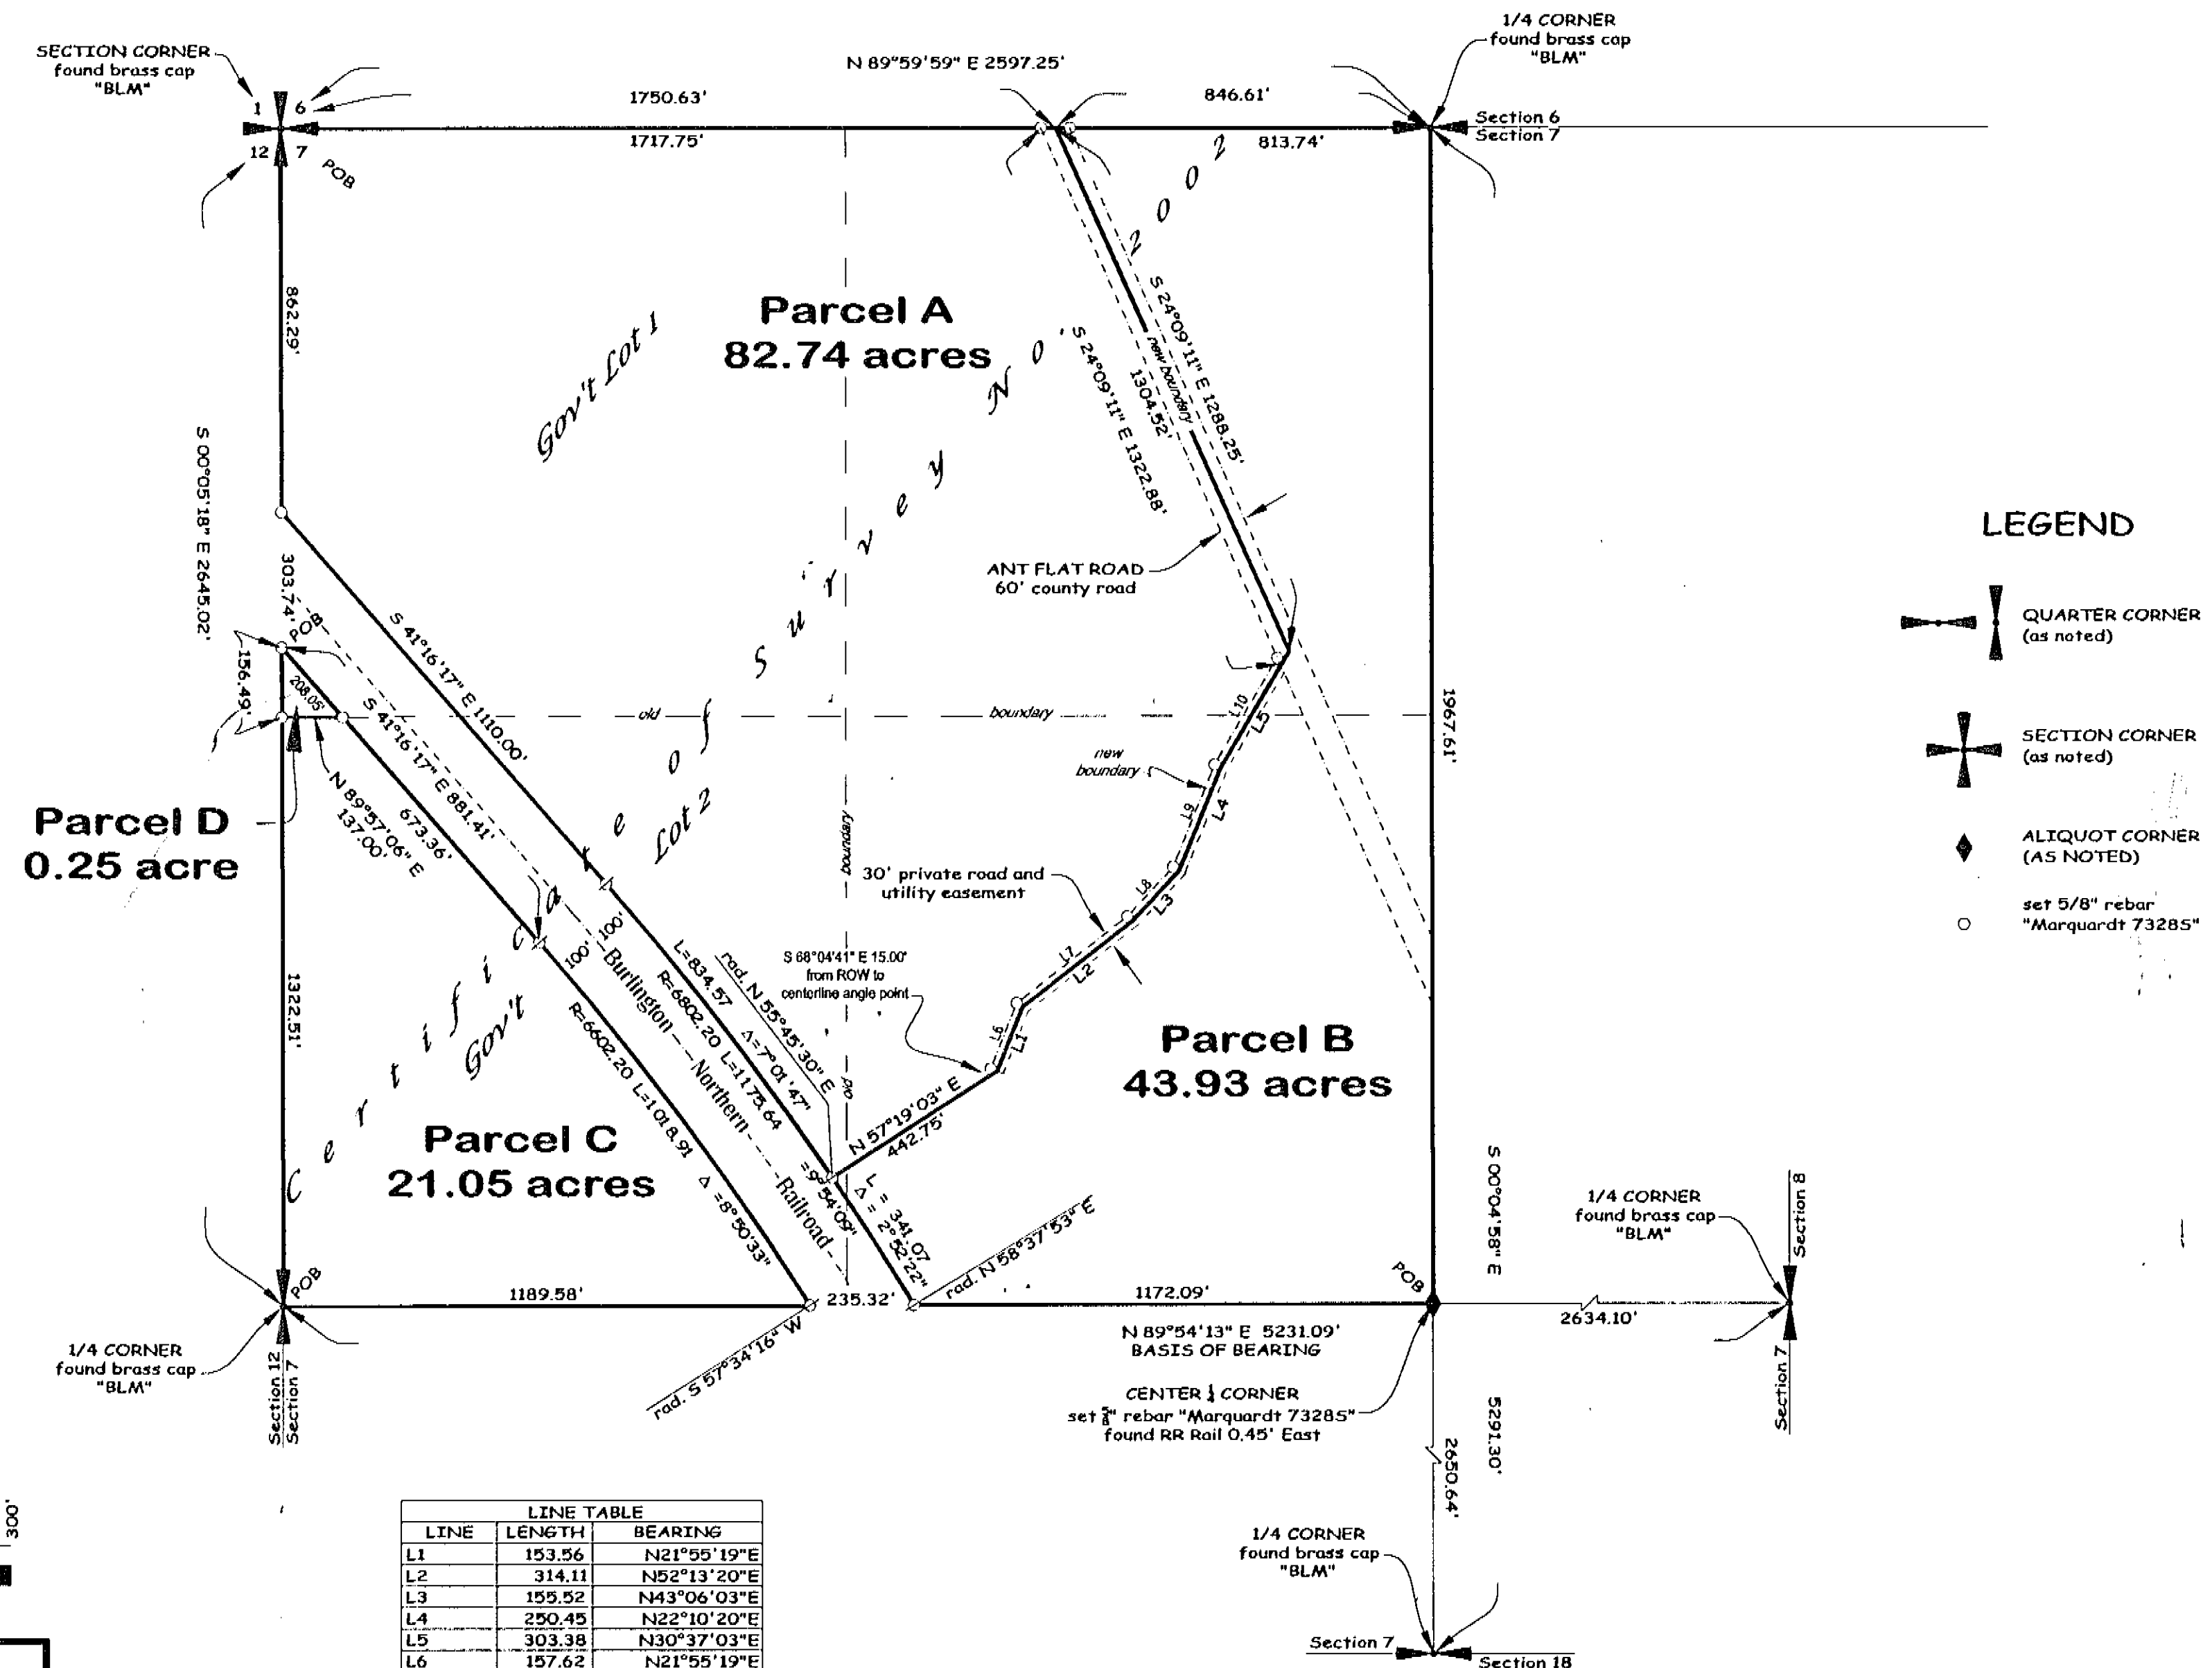 SECTION CORNER
found brass cap
"BLM"
1/4 CORNER
found brass cap
"BLM"
N 89°59'59" E 2597.25'
1 6
12 7
POB
1750.63'
1717.75'
846.61'
813.74'
Section 6
Section 7
862.29'
Parcel A
82.74 acres
Gov't Lot 1
Certificate of Survey No. 2002
S 24°09'11" E 1288.25'
new boundary
1304.52'
S 24°09'11" E 1322.88'
S 00°05'18" E 2645.02'
ANT FLAT ROAD
60' county road
LEGEND
QUARTER CORNER
(as noted)
SECTION CORNER
(as noted)
ALIQUOT CORNER
(AS NOTED)
set 5/8" rebar
"Marquardt 73285"
303.74'
POB
156.49'
208.05'
S 41°16'17" E 1110.00'
S 41°16'17" E 881.41'
old
boundary
1967.61'
L10
L5
new
boundary
L9
L4
N 89°57'06" E
137.00'
673.36'
Parcel D
0.25 acre
Gov't
Lot 2
boundary
old
30' private road and
utility easement
L8
L3
L7
L2
S 68°04'41" E 15.00'
from ROW to
centerline angle point
L6
L1
100'
100'
Burlington Northern Railroad
L=834.57 Δ=7°01'47"
R=6802.20 L=1175.64
=9°54'09"
rad. N 55°45'30" E
R=6602.20 L=1018.91 Δ =8°50'33"
1322.51'
Parcel B
43.93 acres
Parcel C
21.05 acres
N 57°19'03" E
442.75'
L = 341.07
Δ = 2°52'22"
rad. N 58°37'53" E
S 00°04'58" E
5291.30'
1/4 CORNER
found brass cap
"BLM"
Section 8
Section 7
POB
POB
1189.58'
235.32'
1172.09'
2634.10'
N 89°54'13" E 5231.09'
BASIS OF BEARING
rad. S 57°34'16" W
1/4 CORNER
found brass cap
"BLM"
Section 12
Section 7
CENTER 1/4 CORNER
set 5/8" rebar "Marquardt 73285"
found RR Rail 0.45' East
2650.64'
1/4 CORNER
found brass cap
"BLM"
Section 7
Section 18
300'
LINE TABLE
LINE LENGTH BEARING
L1 153.56 N21°55'19"E
L2 314.11 N52°13'20"E
L3 155.52 N43°06'03"E
L4 250.45 N22°10'20"E
L5 303.38 N30°37'03"E
L6 157.62 N21°55'19"E